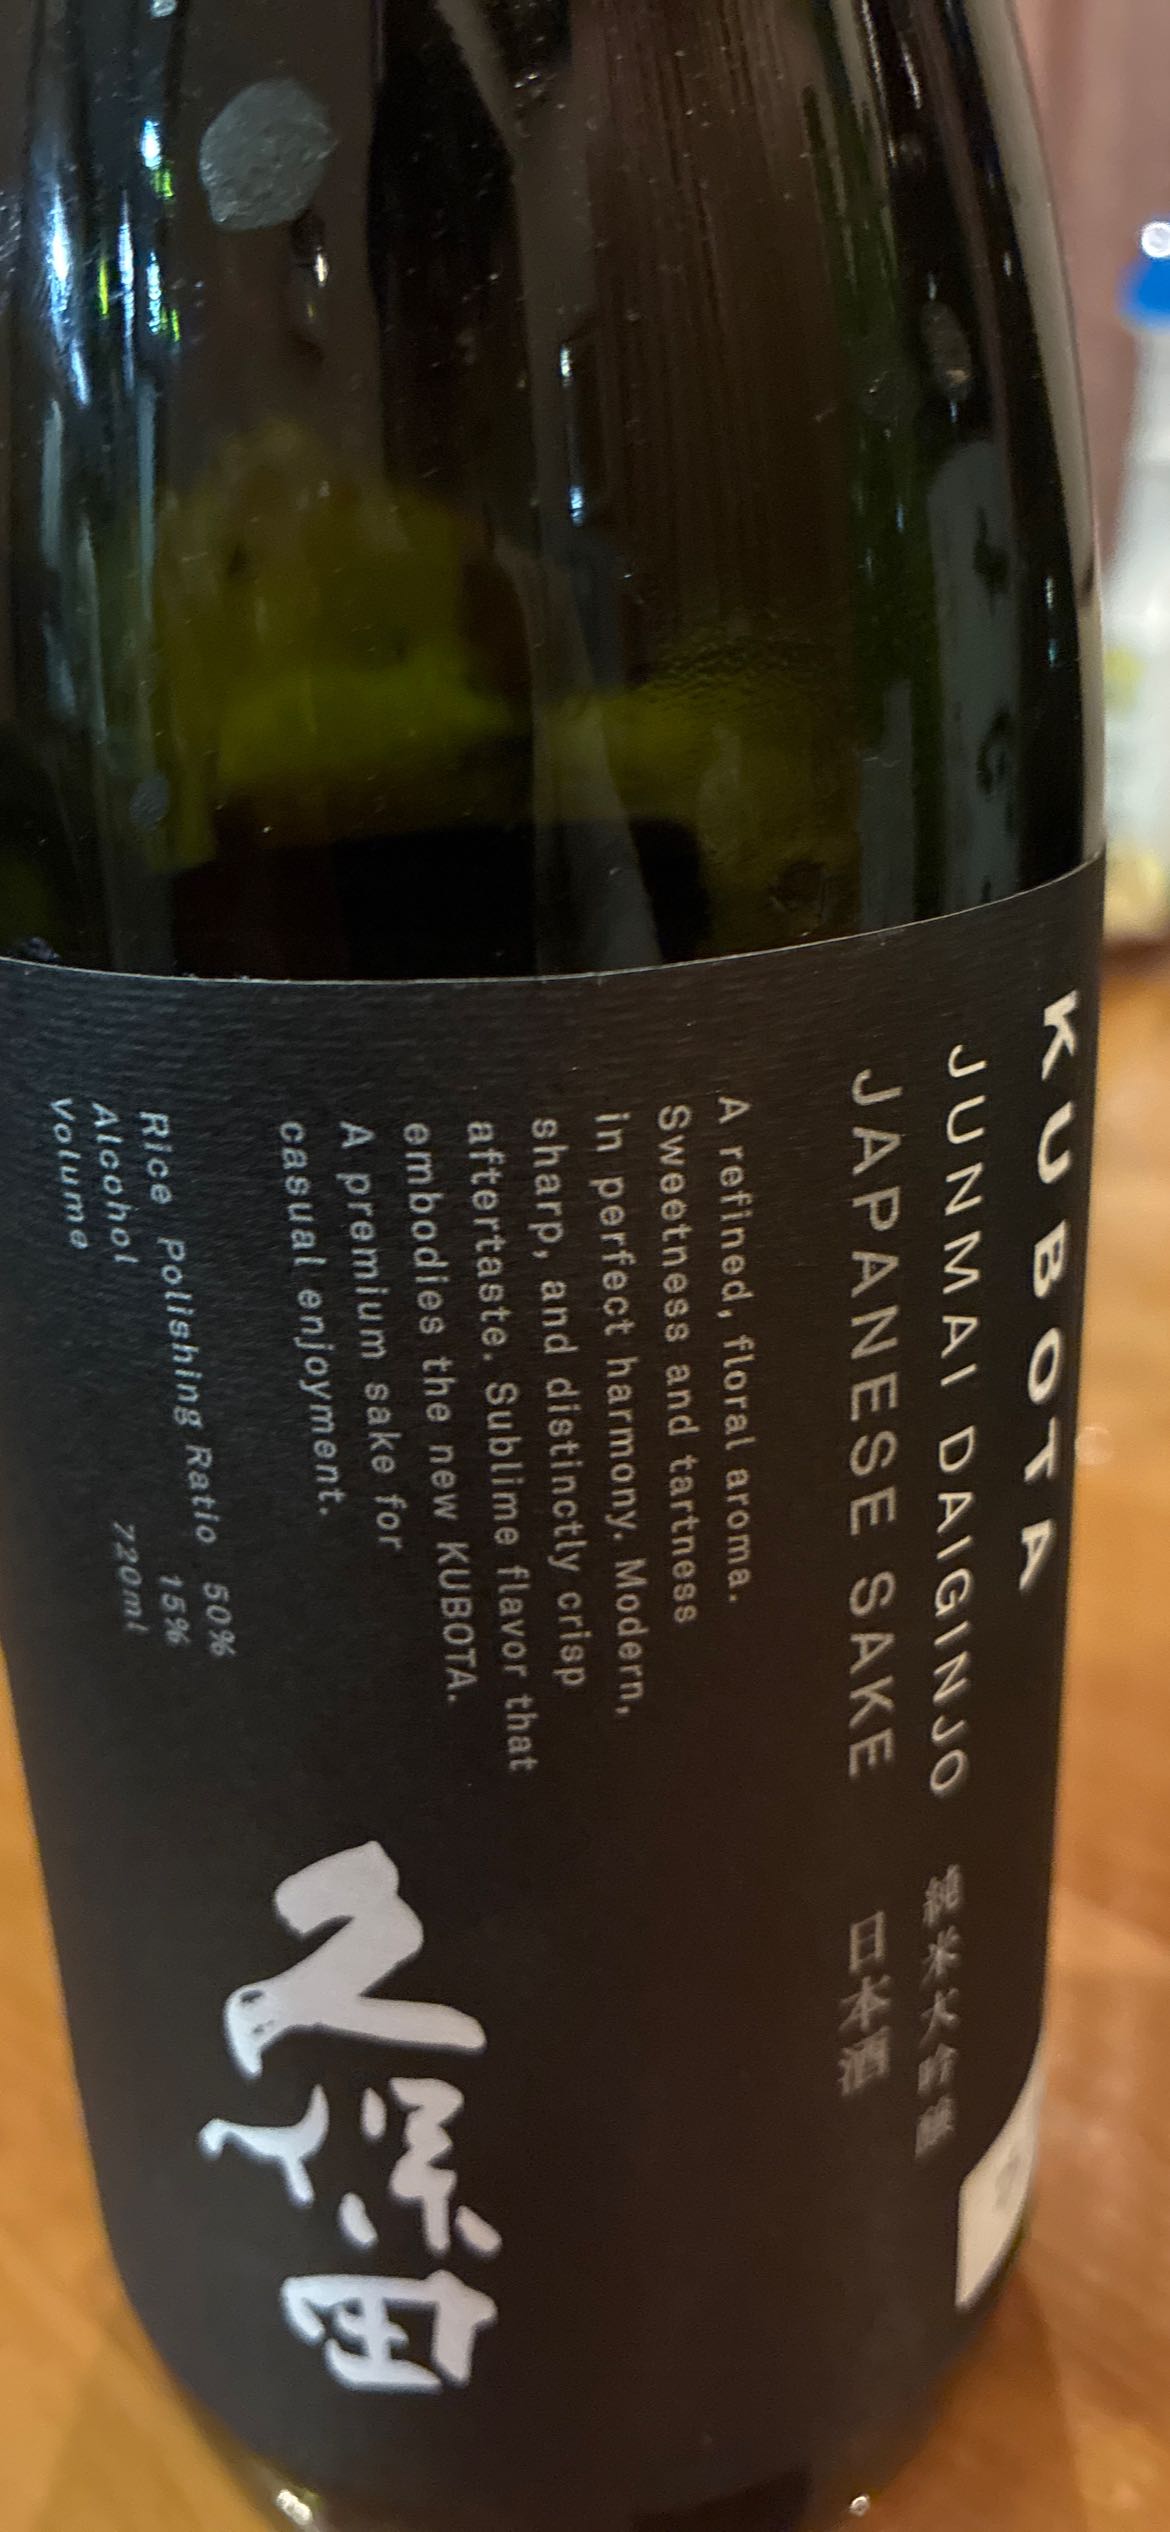 KUBOTA
JUNMAI DAIGINJO 純米大吟醸
JAPANESE SAKE 日本酒
A refined, floral aroma.
Sweetness and tartness
in perfect harmony. Modern,
sharp, and distinctly crisp
aftertaste. Sublime flavor that
embodies the new KUBOTA.
A premium sake for
casual enjoyment.
Rice Polishing Ratio 50%
Alcohol 15%
Volume 720ml
久保田